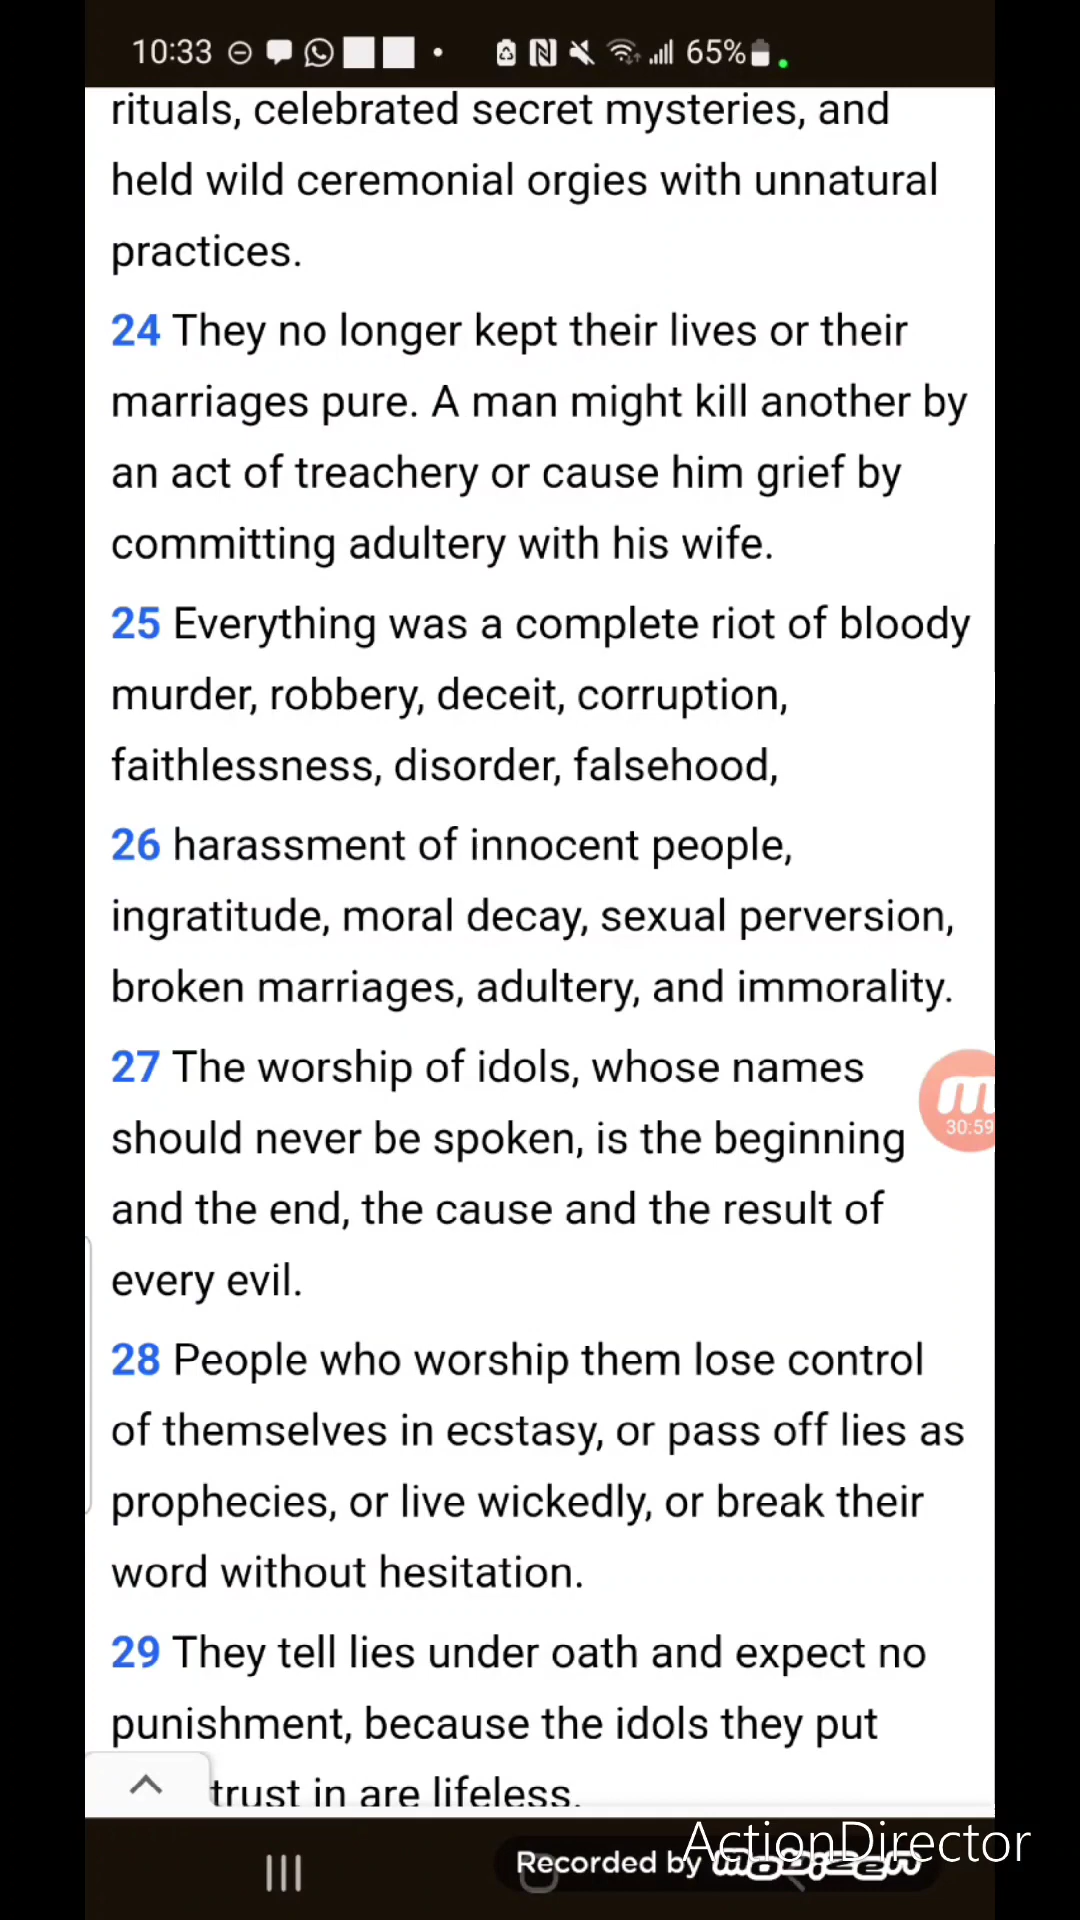 10:33 65%
rituals, celebrated secret mysteries, and
held wild ceremonial orgies with unnatural
practices.
24 They no longer kept their lives or their
marriages pure. A man might kill another by
an act of treachery or cause him grief by
committing adultery with his wife.
25 Everything was a complete riot of bloody
murder, robbery, deceit, corruption,
faithlessness, disorder, falsehood,
26 harassment of innocent people,
ingratitude, moral decay, sexual perversion,
broken marriages, adultery, and immorality.
27 The worship of idols, whose names
should never be spoken, is the beginning
and the end, the cause and the result of
every evil.
m
30:59
28 People who worship them lose control
of themselves in ecstasy, or pass off lies as
prophecies, or live wickedly, or break their
word without hesitation.
29 They tell lies under oath and expect no
punishment, because the idols they put
trust in are lifeless.
ActionDirector
Recorded by mobizen